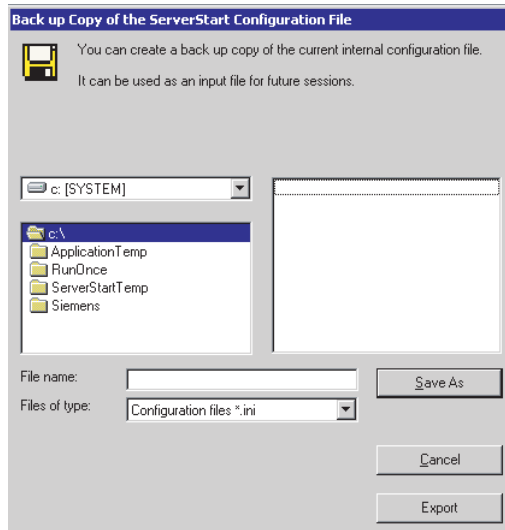 Back up Copy of the ServerStart Configuration File
You can create a back up copy of the current internal configuration file.
It can be used as an input file for future sessions.
c: [SYSTEM]
c:\
ApplicationTemp
RunOnce
ServerStartTemp
Siemens
File name:
Save As
Files of type:
Configuration files *.ini
Cancel
Export